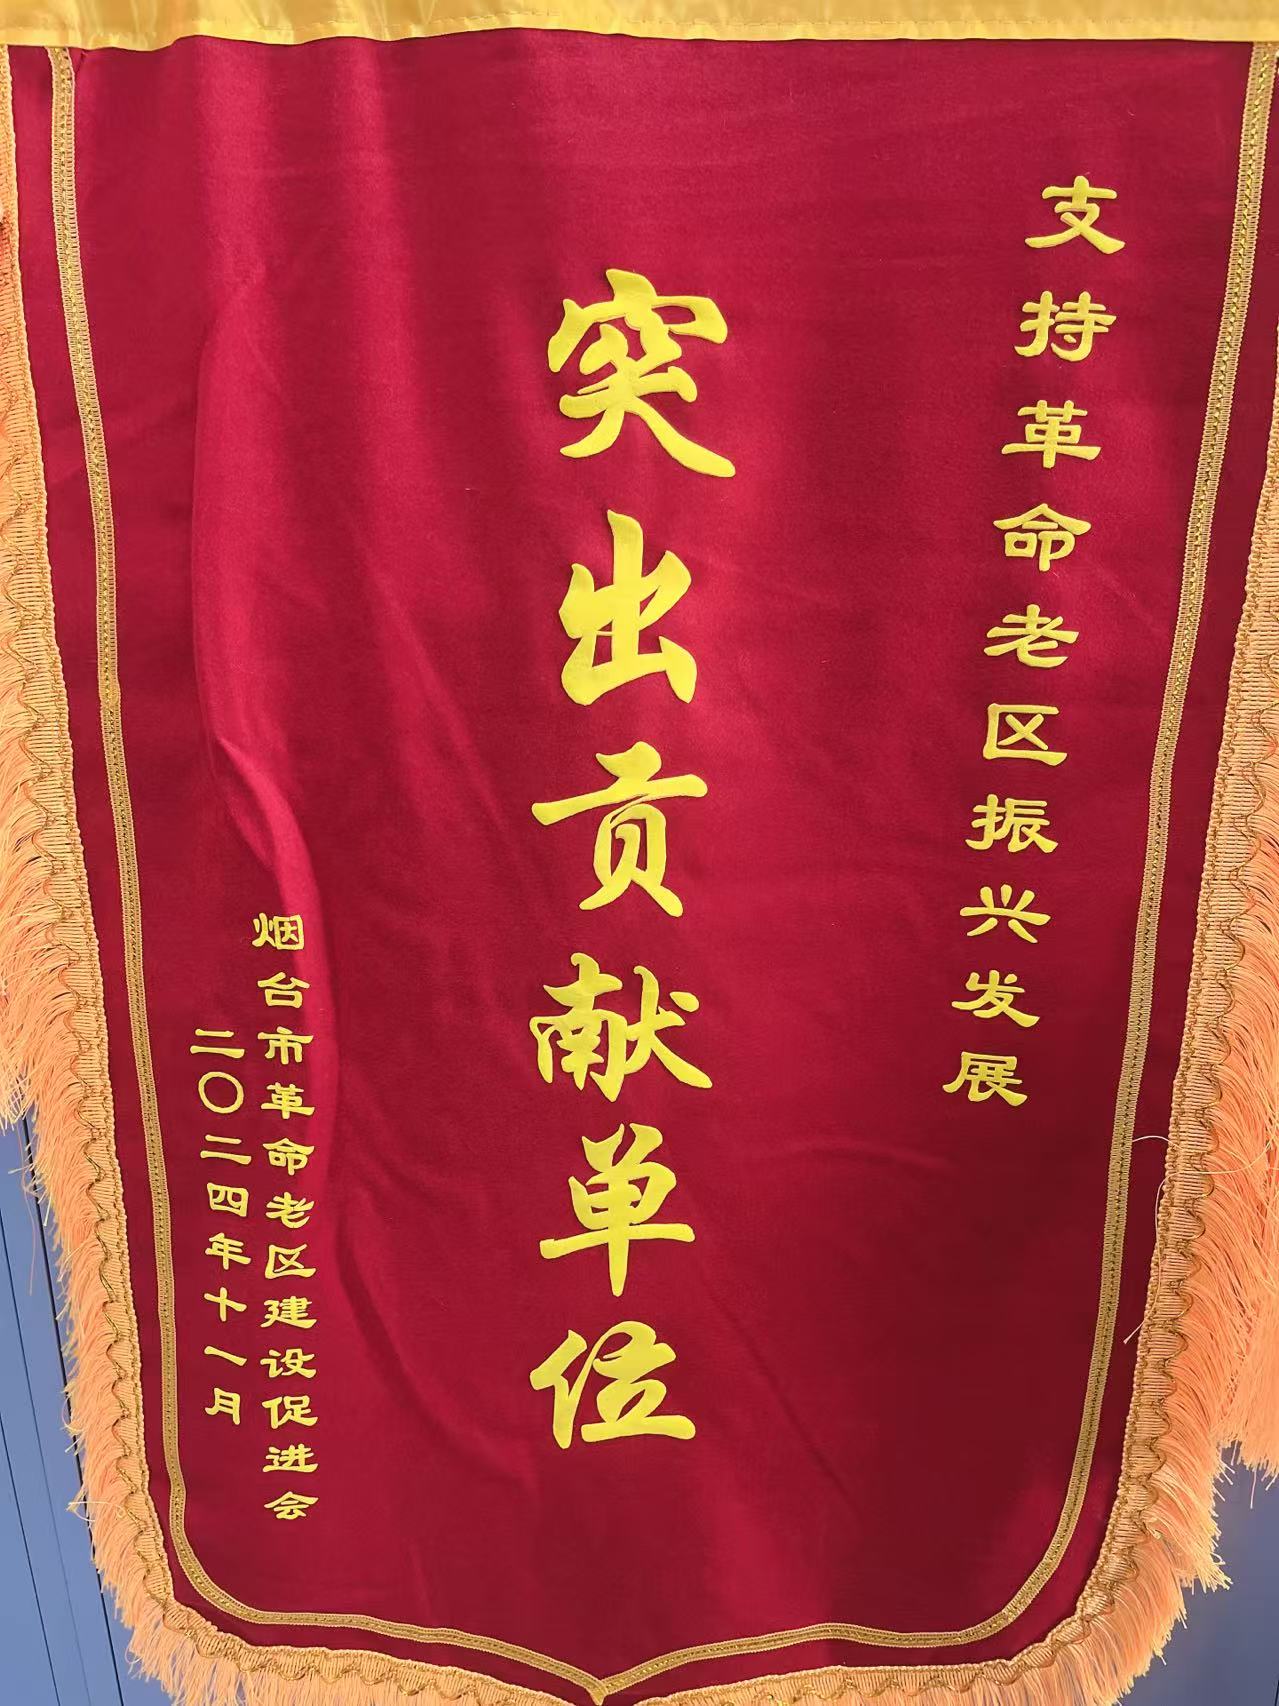 支持革命老区振兴发展
突出贡献单位
烟台市革命老区建设促进会
二〇二四年十一月